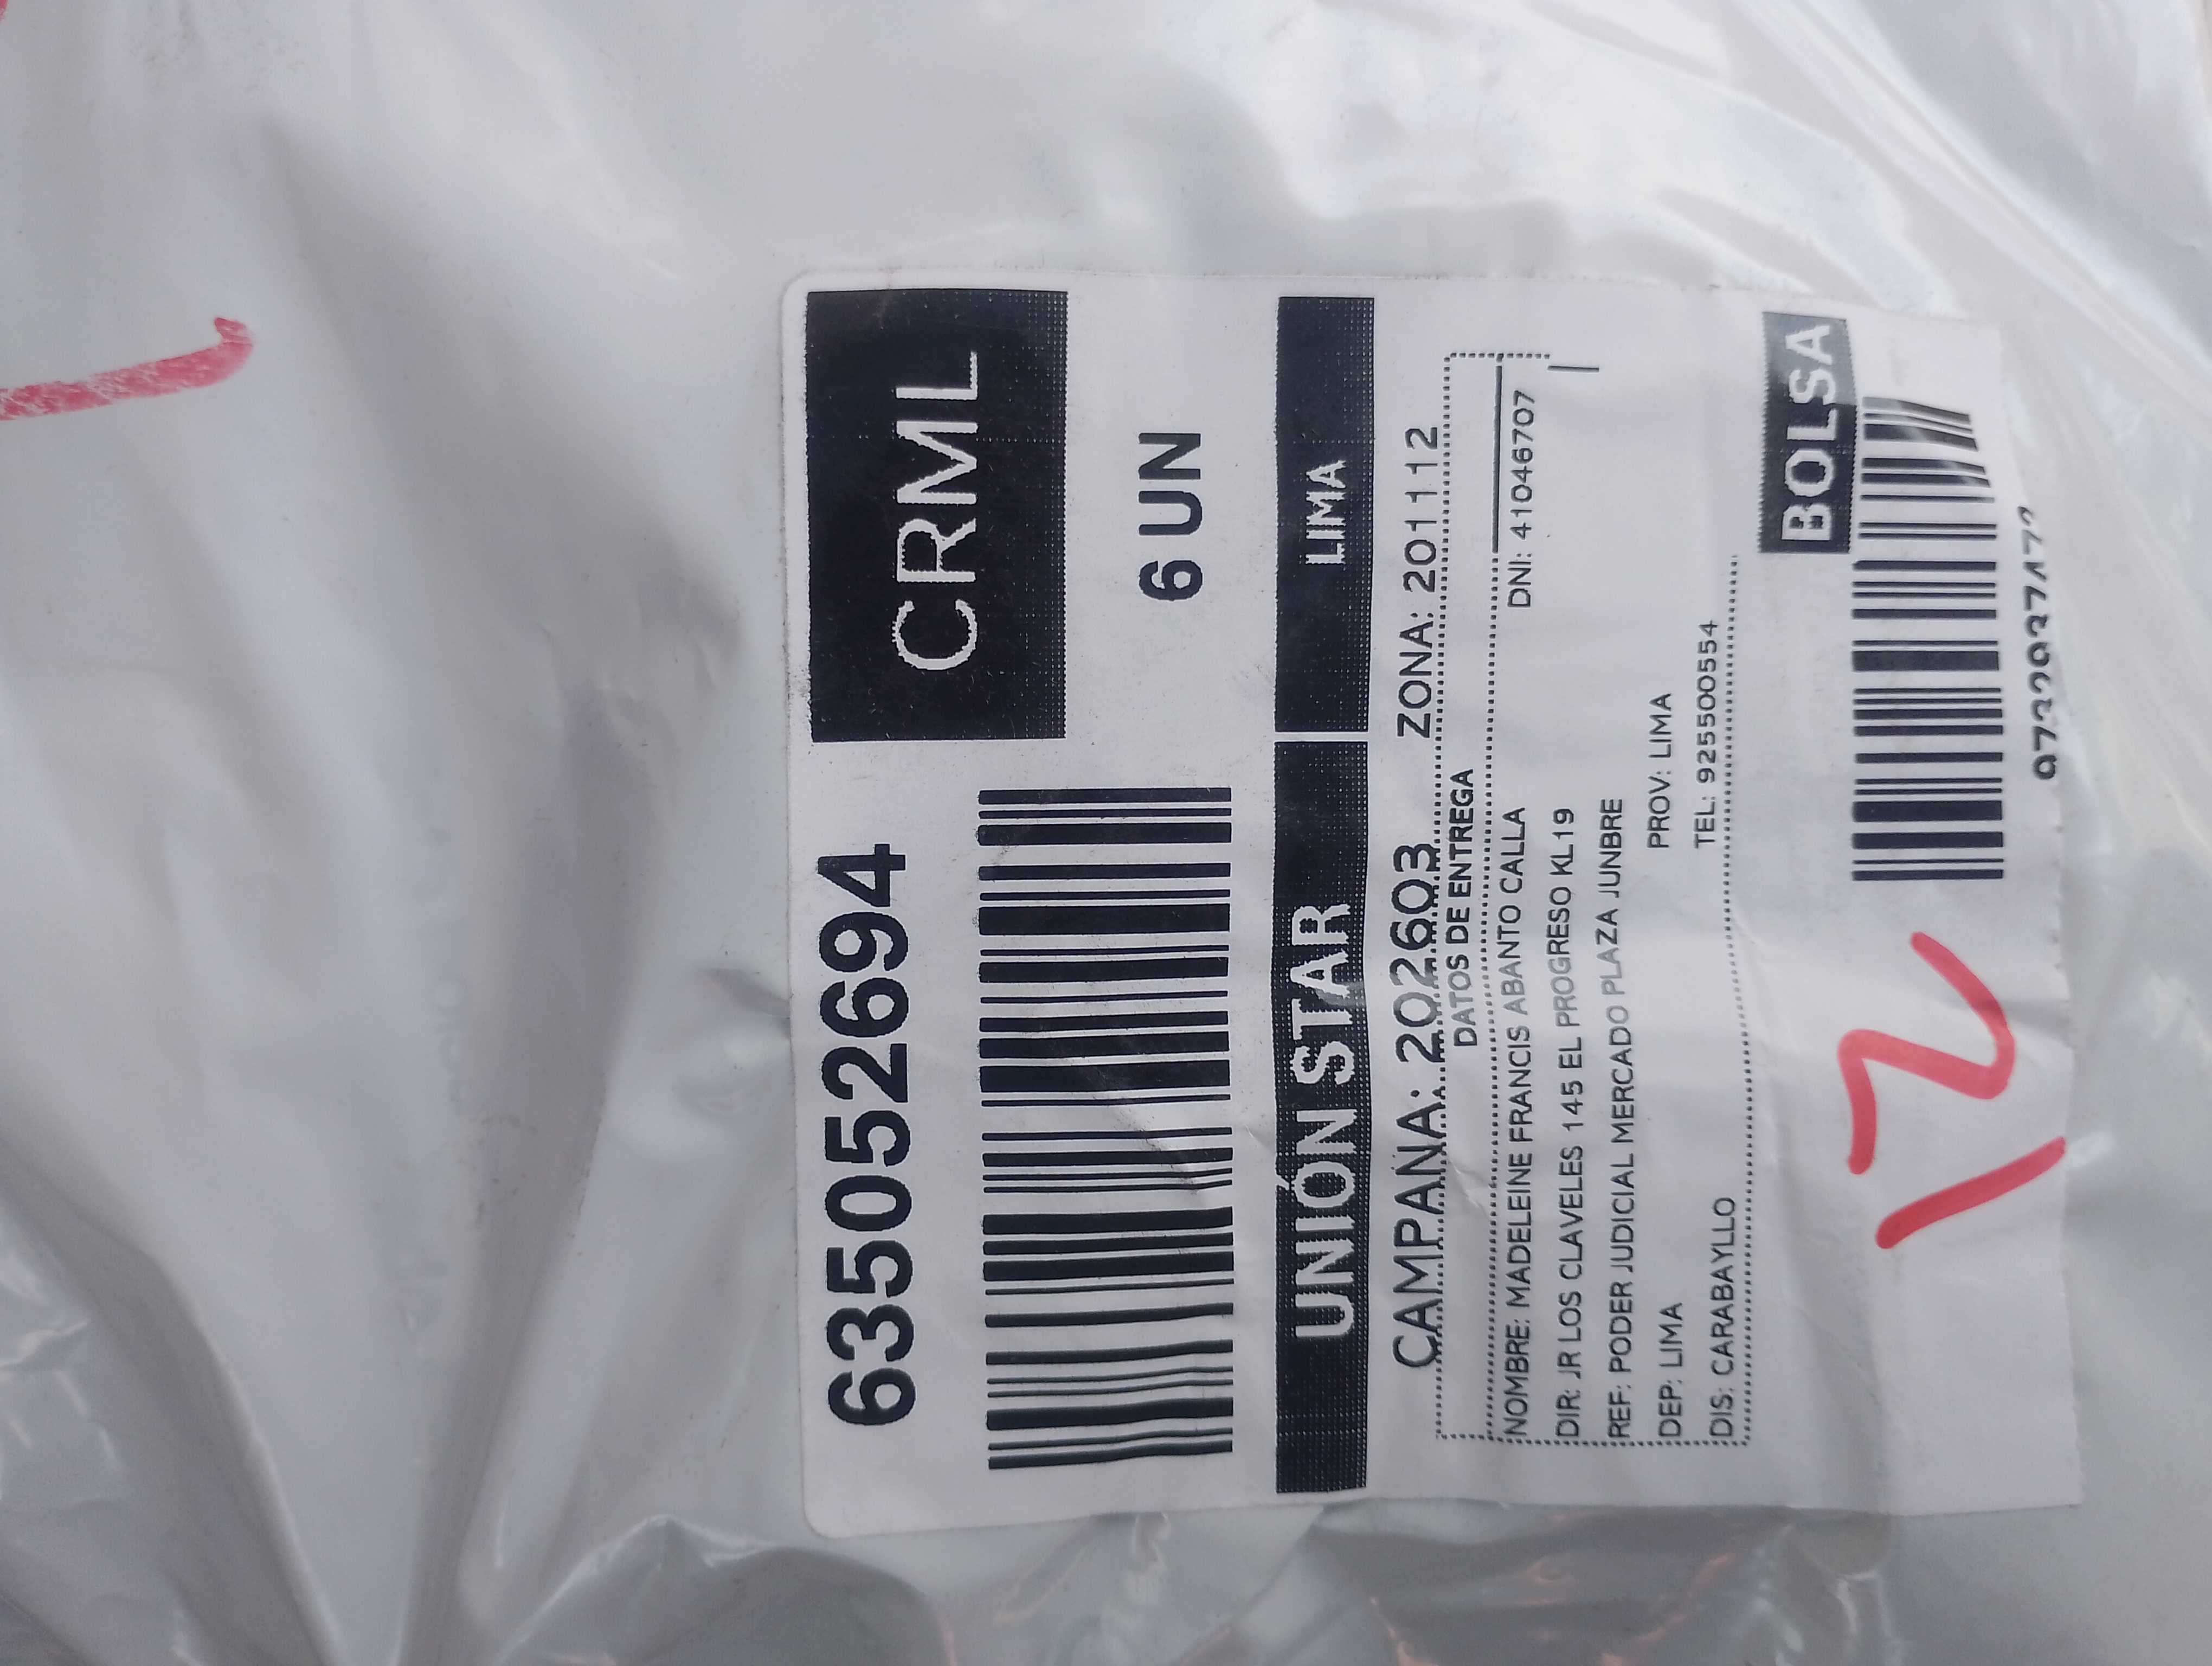 635052694
CRML
6 UN
UNIÓN STAR
LIMA
CAMPAÑA: 202603 ZONA: 201112
DATOS DE ENTREGA
NOMBRE: MADELEINE FRANCIS ABANTO CALLA DNI: 41046707
DIR: JR LOS CLAVELES 145 EL PROGRESO KL19
REF: PODER JUDICIAL MERCADO PLAZA JUNBRE
DEP: LIMA PROV: LIMA
DIS: CARABAYLLO TEL: 925500554
BOLSA
12